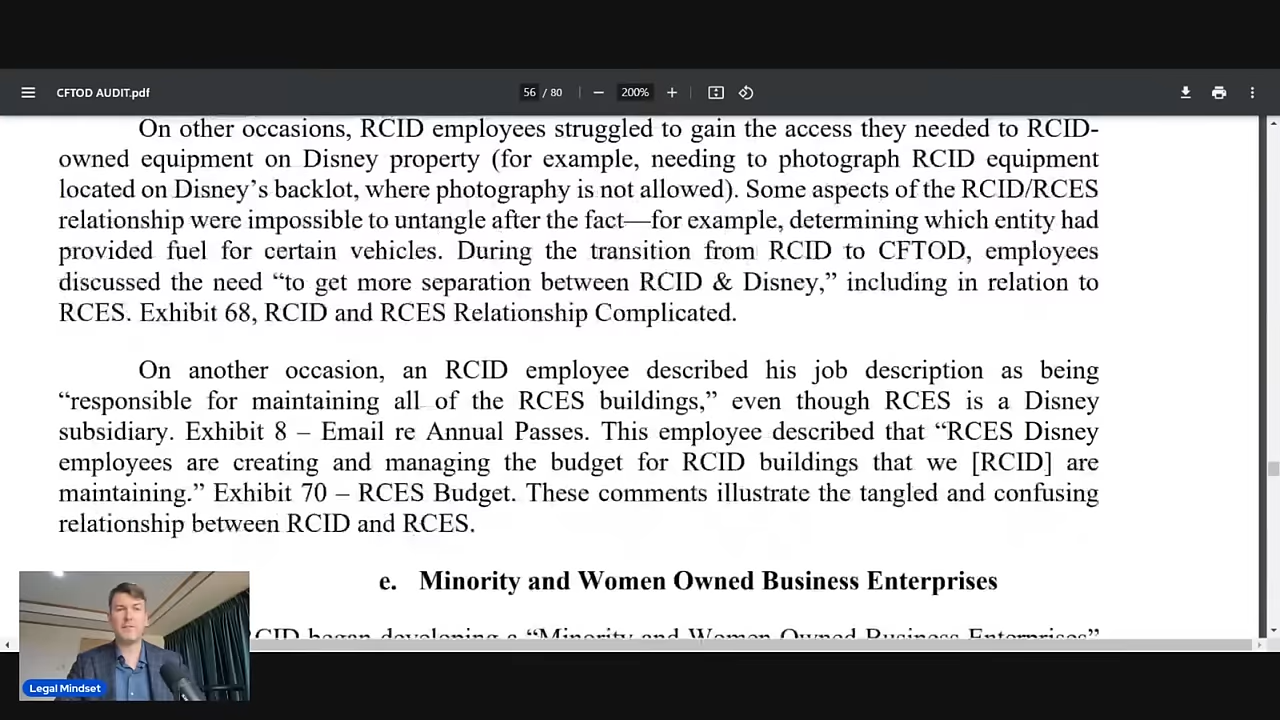 CFTOD AUDIT.pdf
56 / 80
200%
On other occasions, RCID employees struggled to gain the access they needed to RCID-
owned equipment on Disney property (for example, needing to photograph RCID equipment
located on Disney’s backlot, where photography is not allowed). Some aspects of the RCID/RCES
relationship were impossible to untangle after the fact—for example, determining which entity had
provided fuel for certain vehicles. During the transition from RCID to CFTOD, employees
discussed the need “to get more separation between RCID & Disney,” including in relation to
RCES. Exhibit 68, RCID and RCES Relationship Complicated.
On another occasion, an RCID employee described his job description as being
“responsible for maintaining all of the RCES buildings,” even though RCES is a Disney
subsidiary. Exhibit 8 – Email re Annual Passes. This employee described that “RCES Disney
employees are creating and managing the budget for RCID buildings that we [RCID] are
maintaining.” Exhibit 70 – RCES Budget. These comments illustrate the tangled and confusing
relationship between RCID and RCES.
e. Minority and Women Owned Business Enterprises
began developing a “Minority and Women Owned Business Enterprises”
Legal Mindset